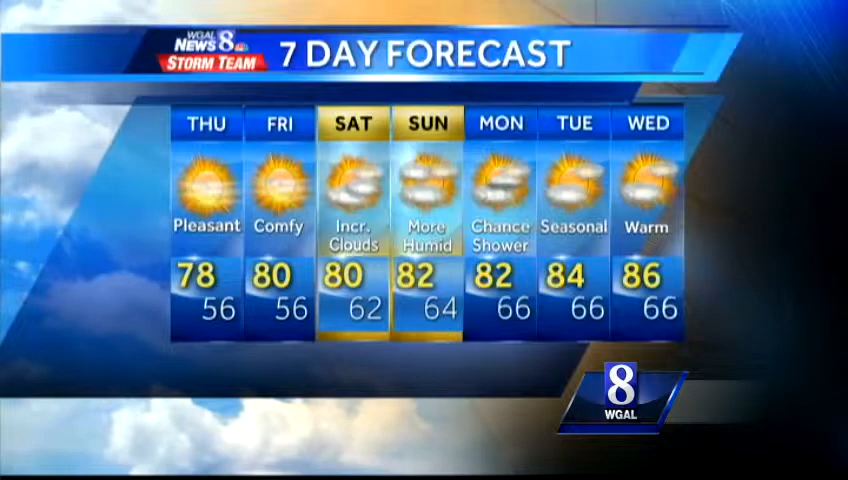 WGAL
NEWS 8
STORM TEAM
7 DAY FORECAST
THU FRI SAT SUN MON TUE WED
Pleasant Comfy Incr. Clouds More Humid Chance Shower Seasonal Warm
78 80 80 82 82 84 86
56 56 62 64 66 66 66
8
WGAL